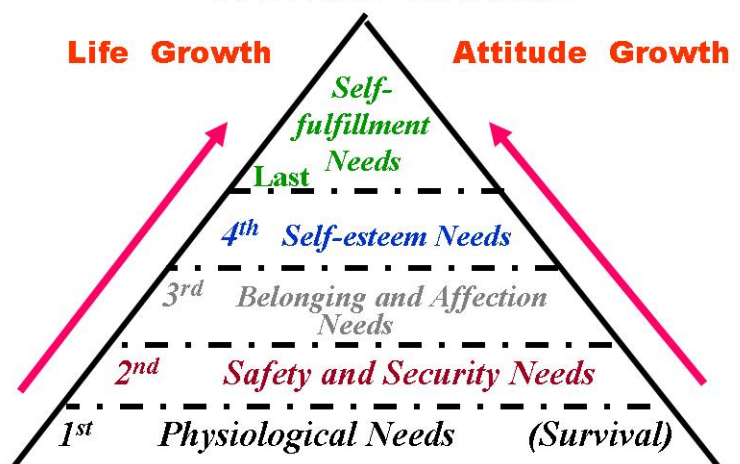 Life Growth
Attitude Growth
Self-
fulfillment
Needs
Last
4th Self-esteem Needs
3rd Belonging and Affection
Needs
2nd Safety and Security Needs
1st Physiological Needs (Survival)